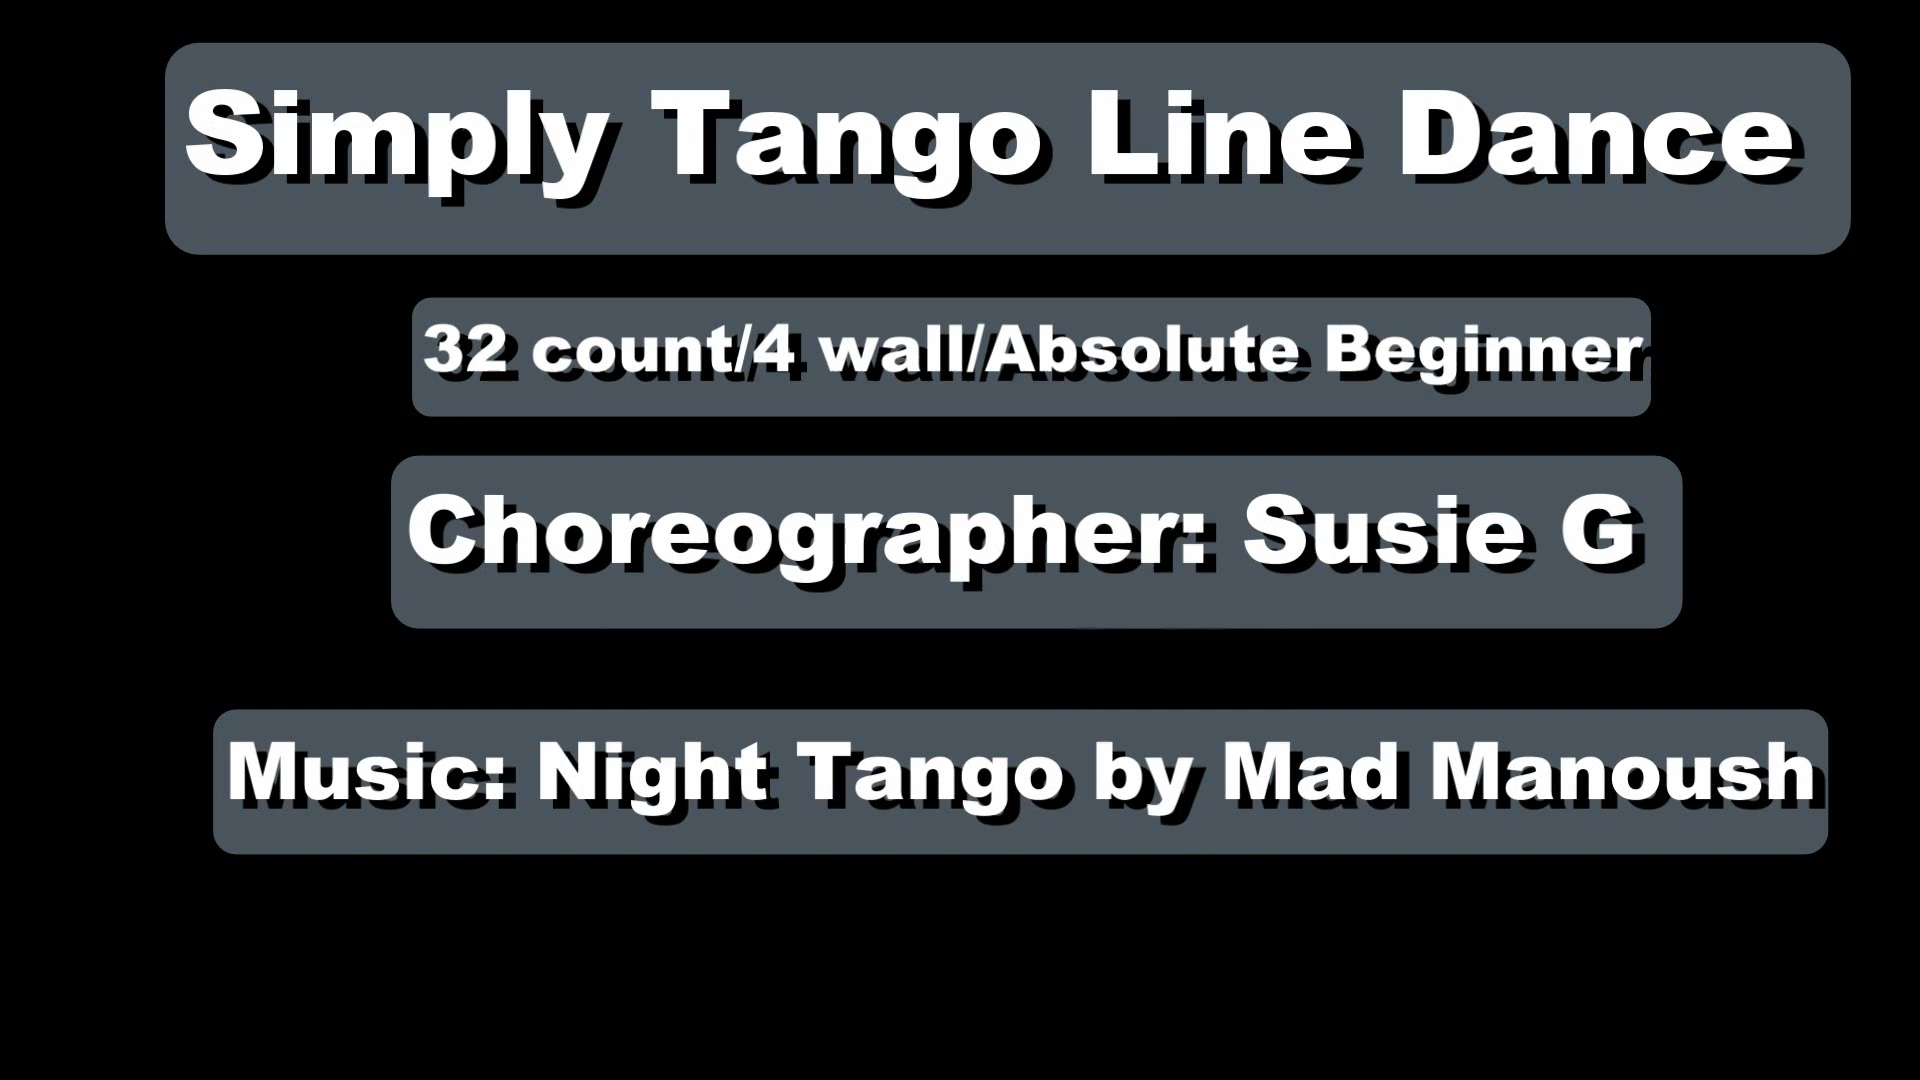 Simply Tango Line Dance
32 count/4 wall/Absolute Beginner
Choreographer: Susie G
Music: Night Tango by Mad Manoush